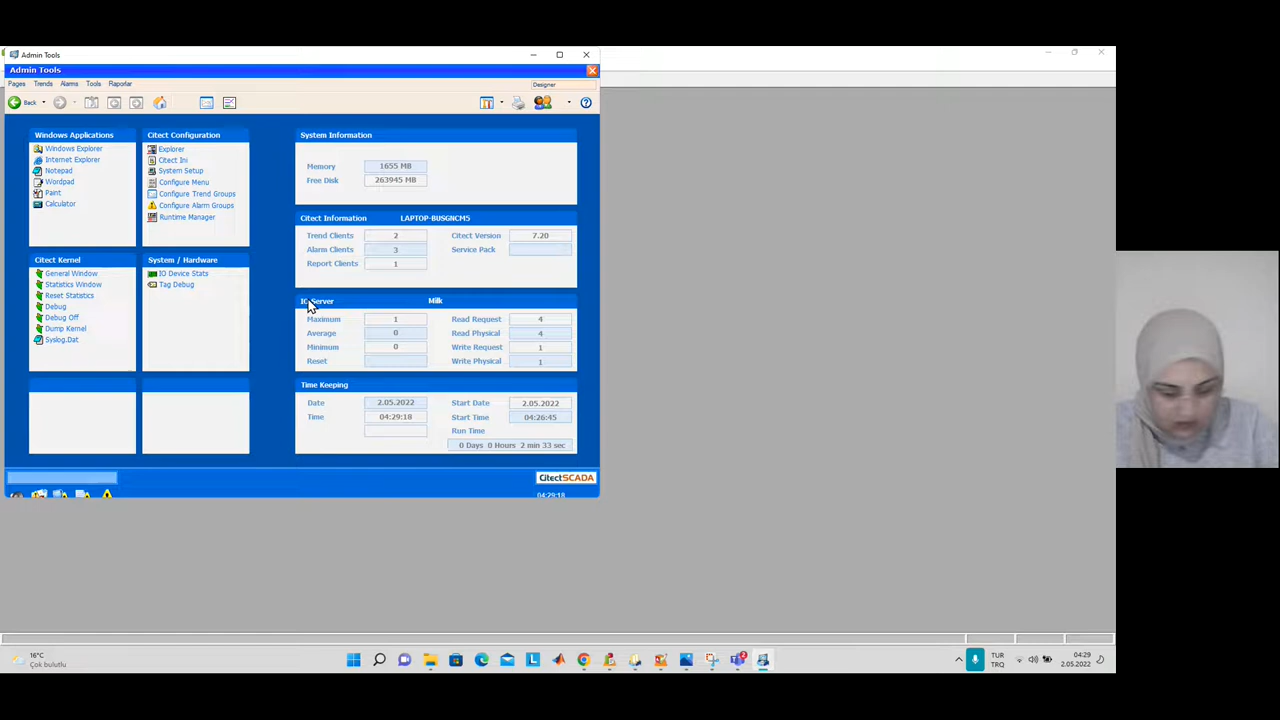 Admin Tools
Admin Tools
Pages Trends Alarms Tools Raporlar
Designer
Back
Windows Applications
Windows Explorer
Internet Explorer
Notepad
Wordpad
Paint
Calculator
Citect Configuration
Explorer
Citect Ini
System Setup
Configure Menu
Configure Trend Groups
Configure Alarm Groups
Runtime Manager
Citect Kernel
General Window
Statistics Window
Reset Statistics
Debug
Debug Off
Dump Kernel
Syslog.Dat
System / Hardware
IO Device Stats
Tag Debug
System Information
Memory 1655 MB
Free Disk 263945 MB
Citect Information LAPTOP-BUSGNCM5
Trend Clients 2 Citect Version 7.20
Alarm Clients 3 Service Pack
Report Clients 1
Server Milk
Maximum 1 Read Request 4
Average 0 Read Physical 4
Minimum 0 Write Request 1
Reset Write Physical 1
Time Keeping
Date 2.05.2022 Start Date 2.05.2022
Time 04:29:18 Start Time 04:26:45
Run Time
0 Days 0 Hours 2 min 33 sec
CitectSCADA
04:29:18
16°C
Çok bulutlu
TUR
TRQ
04:29
2.05.2022